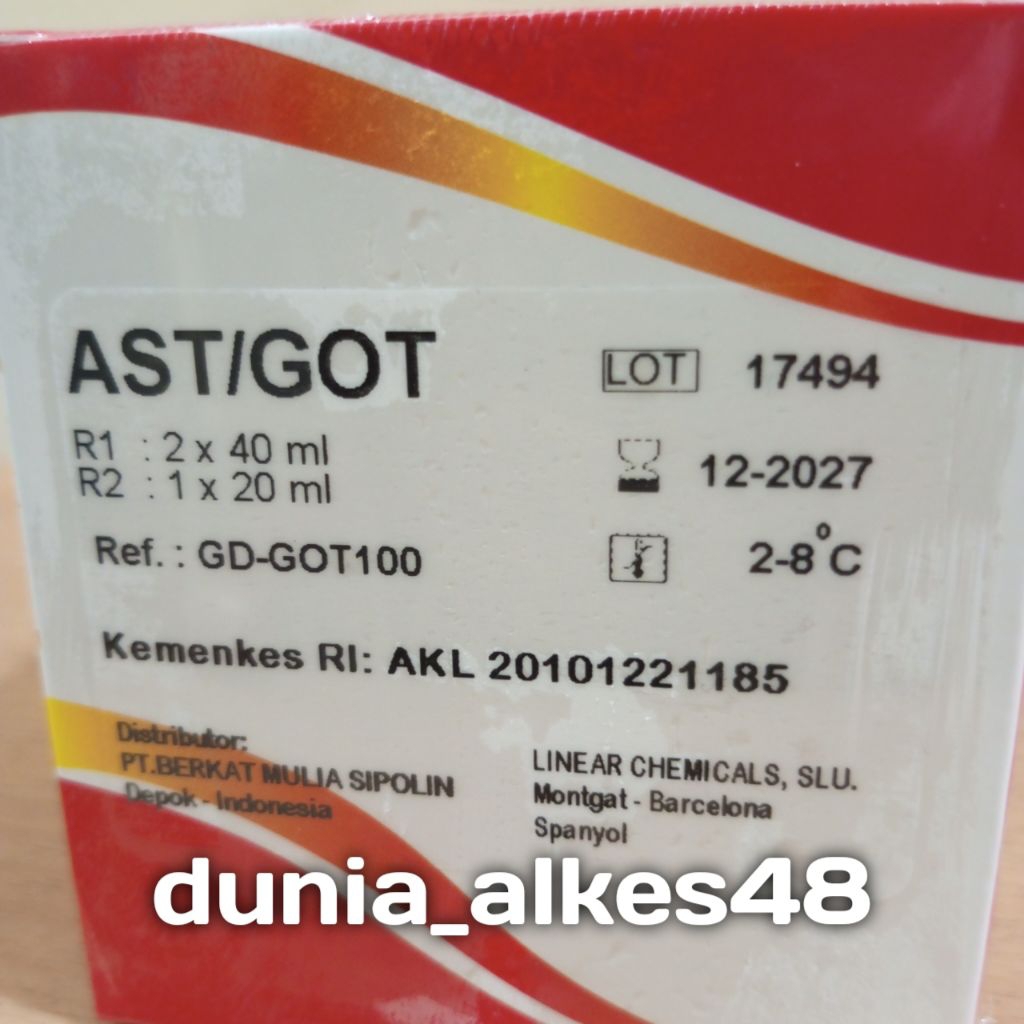 AST/GOT
R1 : 2 x 40 ml
R2 : 1 x 20 ml
Ref. : GD-GOT100
LOT 17494
12-2027
2-8°C
Kemenkes RI: AKL 20101221185
Distributor:
PT.BERKAT MULIA SIPOLIN
Depok - Indonesia
LINEAR CHEMICALS, SLU.
Montgat - Barcelona
Spanyol
dunia_alkes48